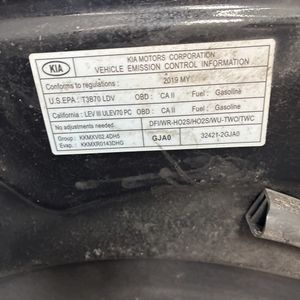 KIA
KIA MOTORS CORPORATION
VEHICLE EMISSION CONTROL INFORMATION
Conforms to regulations : 2019 MY
U.S.EPA : T3B70 LDV OBD : CA II Fuel : Gasoline
California : LEV III ULEV70 PC OBD : CA II Fuel : Gasoline
No adjustments needed DFI/WR-HO2S/HO2S/WU-TWC/TWC
Group : KKMXV02.4DH5 GJA0 32421-2GJA0
Evap. : KKMXR0143DHG